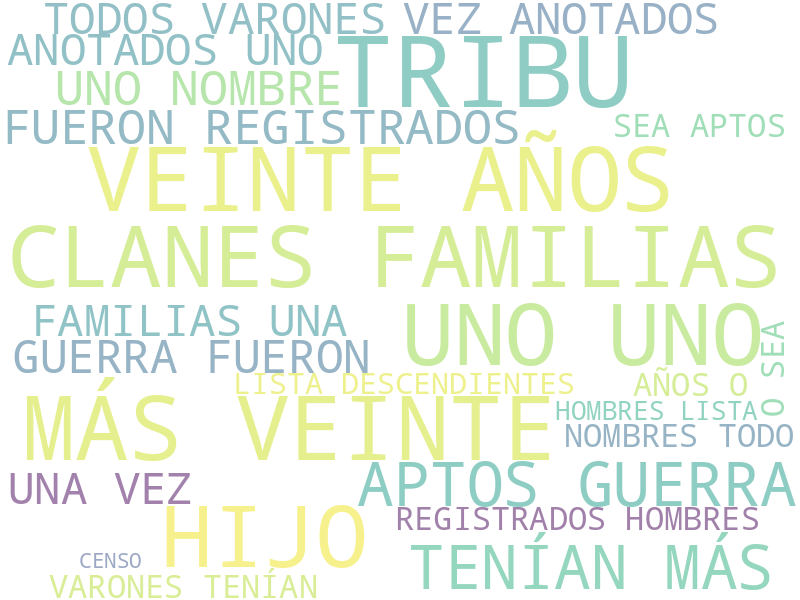 TODOS VARONES
VEZ ANOTADOS
ANOTADOS UNO
TRIBU
UNO NOMBRE
FUERON REGISTRADOS
SEA APTOS
VEINTE AÑOS
CLANES FAMILIAS
FAMILIAS UNA
UNO UNO
O SEA
GUERRA FUERON
LISTA DESCENDIENTES
AÑOS O
MÁS VEINTE
HOMBRES LISTA
NOMBRES TODO
UNA VEZ
APTOS GUERRA
HIJO
REGISTRADOS HOMBRES
TENÍAN MÁS
CENSO
VARONES TENÍAN